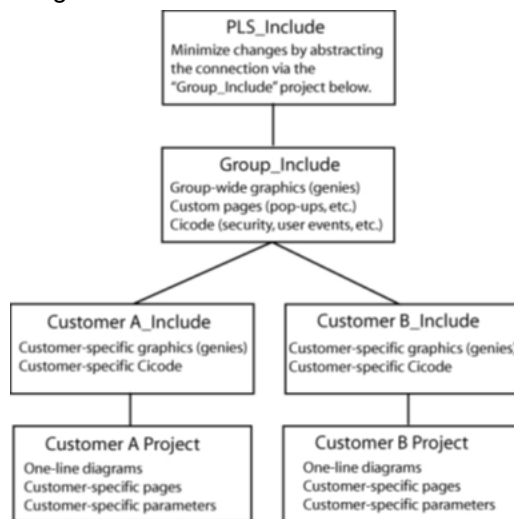 PLS_Include
Minimize changes by abstracting
the connection via the
"Group_Include" project below.
Group_Include
Group-wide graphics (genies)
Custom pages (pop-ups, etc.)
Cicode (security, user events, etc.)
Customer A_Include
Customer-specific graphics (genies)
Customer-specific Cicode
Customer B_Include
Customer-specific graphics (genies)
Customer-specific Cicode
Customer A Project
One-line diagrams
Customer-specific pages
Customer-specific parameters
Customer B Project
One-line diagrams
Customer-specific pages
Customer-specific parameters